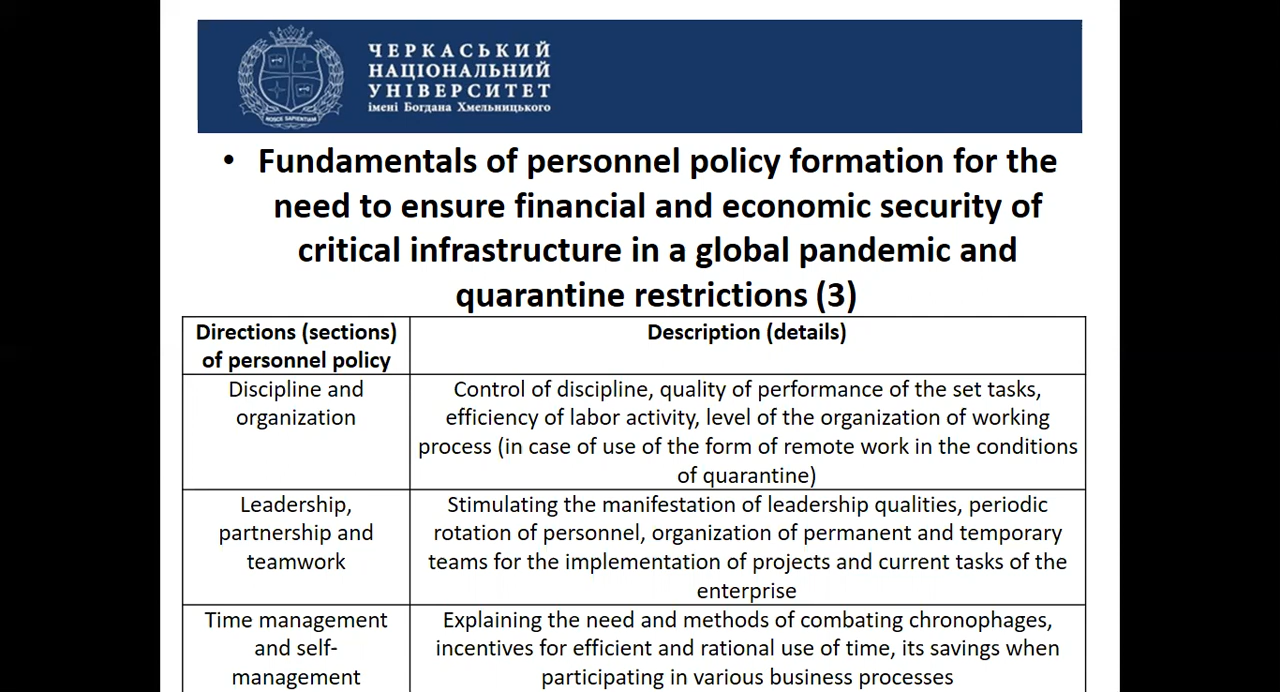 ЧЕРКАСЬКИЙ
НАЦІОНАЛЬНИЙ
УНІВЕРСИТЕТ
імені Богдана Хмельницького
NOSCE SAPIENTIAM
• Fundamentals of personnel policy formation for the
need to ensure financial and economic security of
critical infrastructure in a global pandemic and
quarantine restrictions (3)
Directions (sections)
of personnel policy
Description (details)
Discipline and
organization
Control of discipline, quality of performance of the set tasks,
efficiency of labor activity, level of the organization of working
process (in case of use of the form of remote work in the conditions
of quarantine)
Leadership,
partnership and
teamwork
Stimulating the manifestation of leadership qualities, periodic
rotation of personnel, organization of permanent and temporary
teams for the implementation of projects and current tasks of the
enterprise
Time management
and self-
management
Explaining the need and methods of combating chronophages,
incentives for efficient and rational use of time, its savings when
participating in various business processes